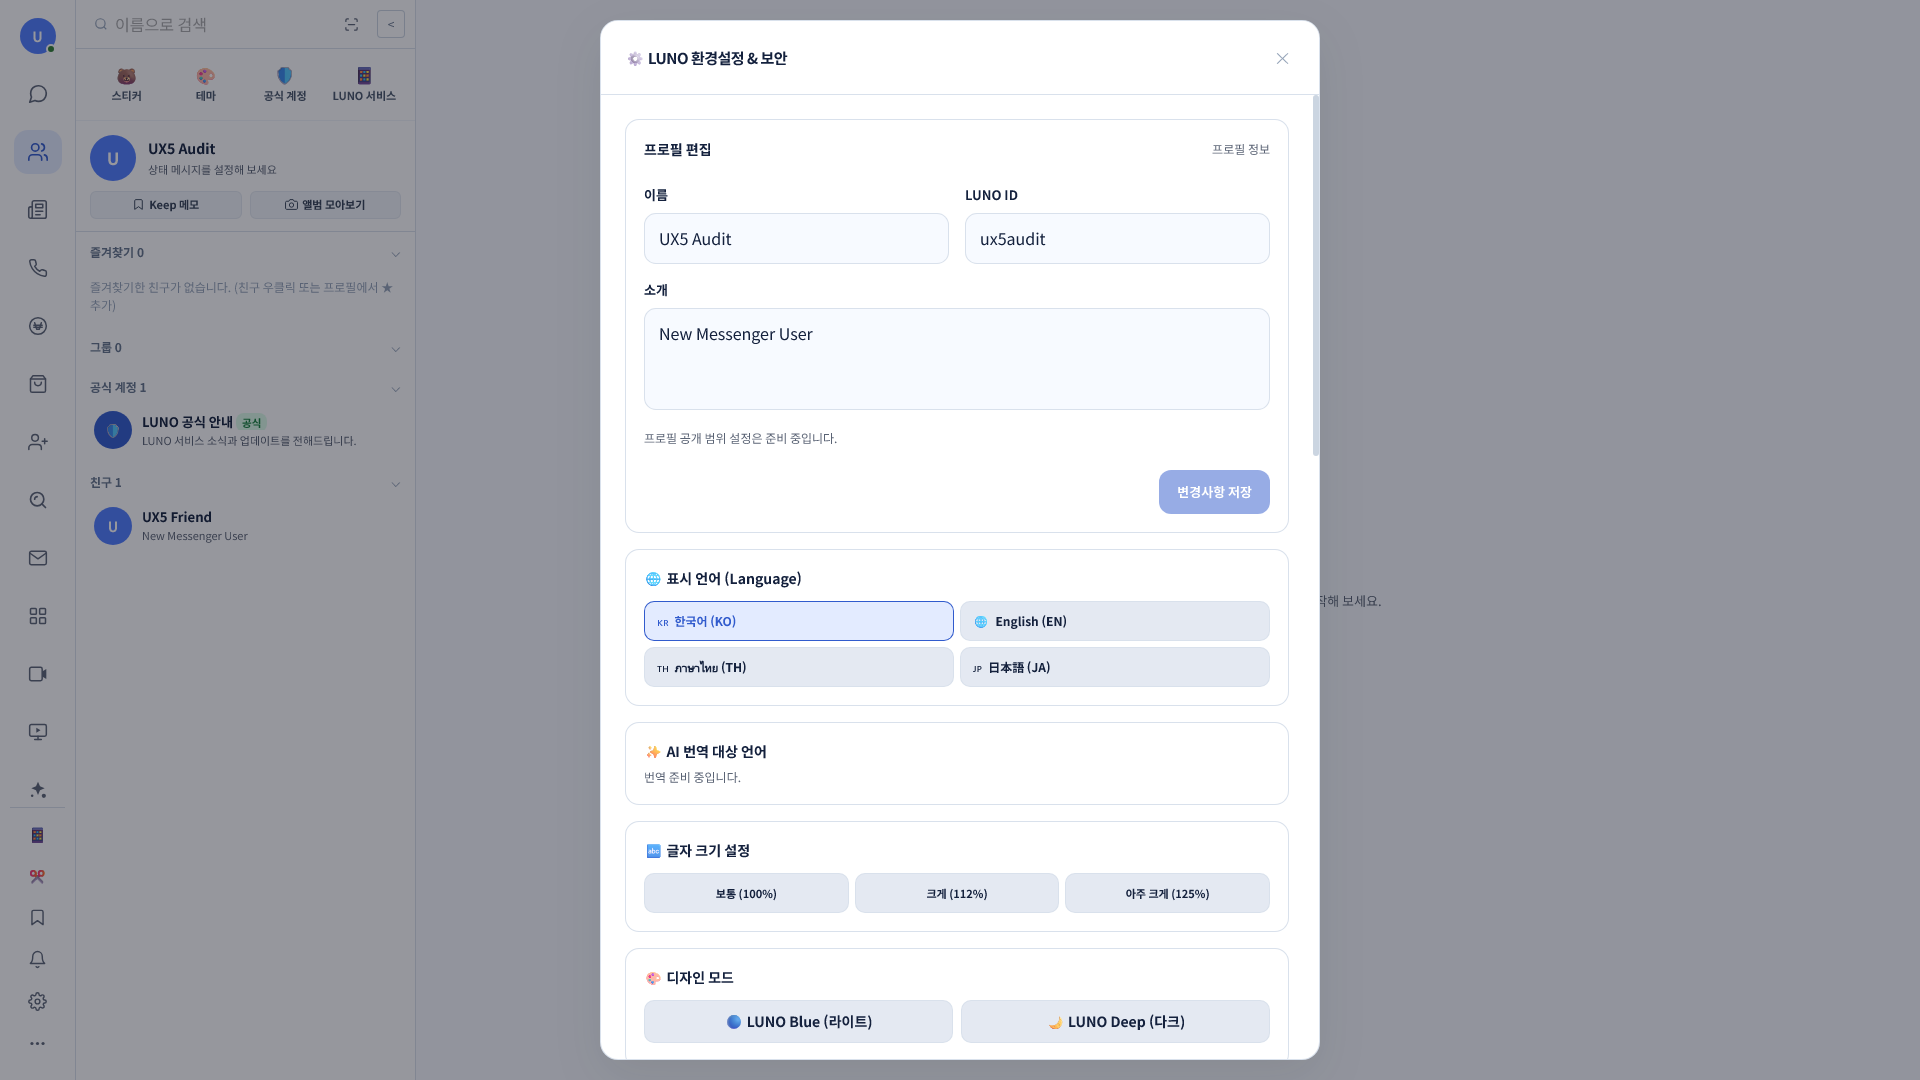 U
이름으로 검색
<
스티커
테마
공식 계정
LUNO 서비스
U
UX5 Audit
상태 메시지를 설정해 보세요
Keep 메모
앨범 모아보기
즐겨찾기 0
즐겨찾기한 친구가 없습니다. (친구 우클릭 또는 프로필에서 ★
추가)
그룹 0
공식 계정 1
LUNO 공식 안내 공식
LUNO 서비스 소식과 업데이트를 전해드립니다.
친구 1
U
UX5 Friend
New Messenger User
LUNO 환경설정 & 보안
프로필 편집
프로필 정보
이름
LUNO ID
UX5 Audit
ux5audit
소개
New Messenger User
프로필 공개 범위 설정은 준비 중입니다.
변경사항 저장
표시 언어 (Language)
KR 한국어 (KO)
English (EN)
TH ภาษาไทย (TH)
JP 日本語 (JA)
AI 번역 대상 언어
번역 준비 중입니다.
abc 글자 크기 설정
보통 (100%)
크게 (112%)
아주 크게 (125%)
디자인 모드
LUNO Blue (라이트)
LUNO Deep (다크)
작해 보세요.